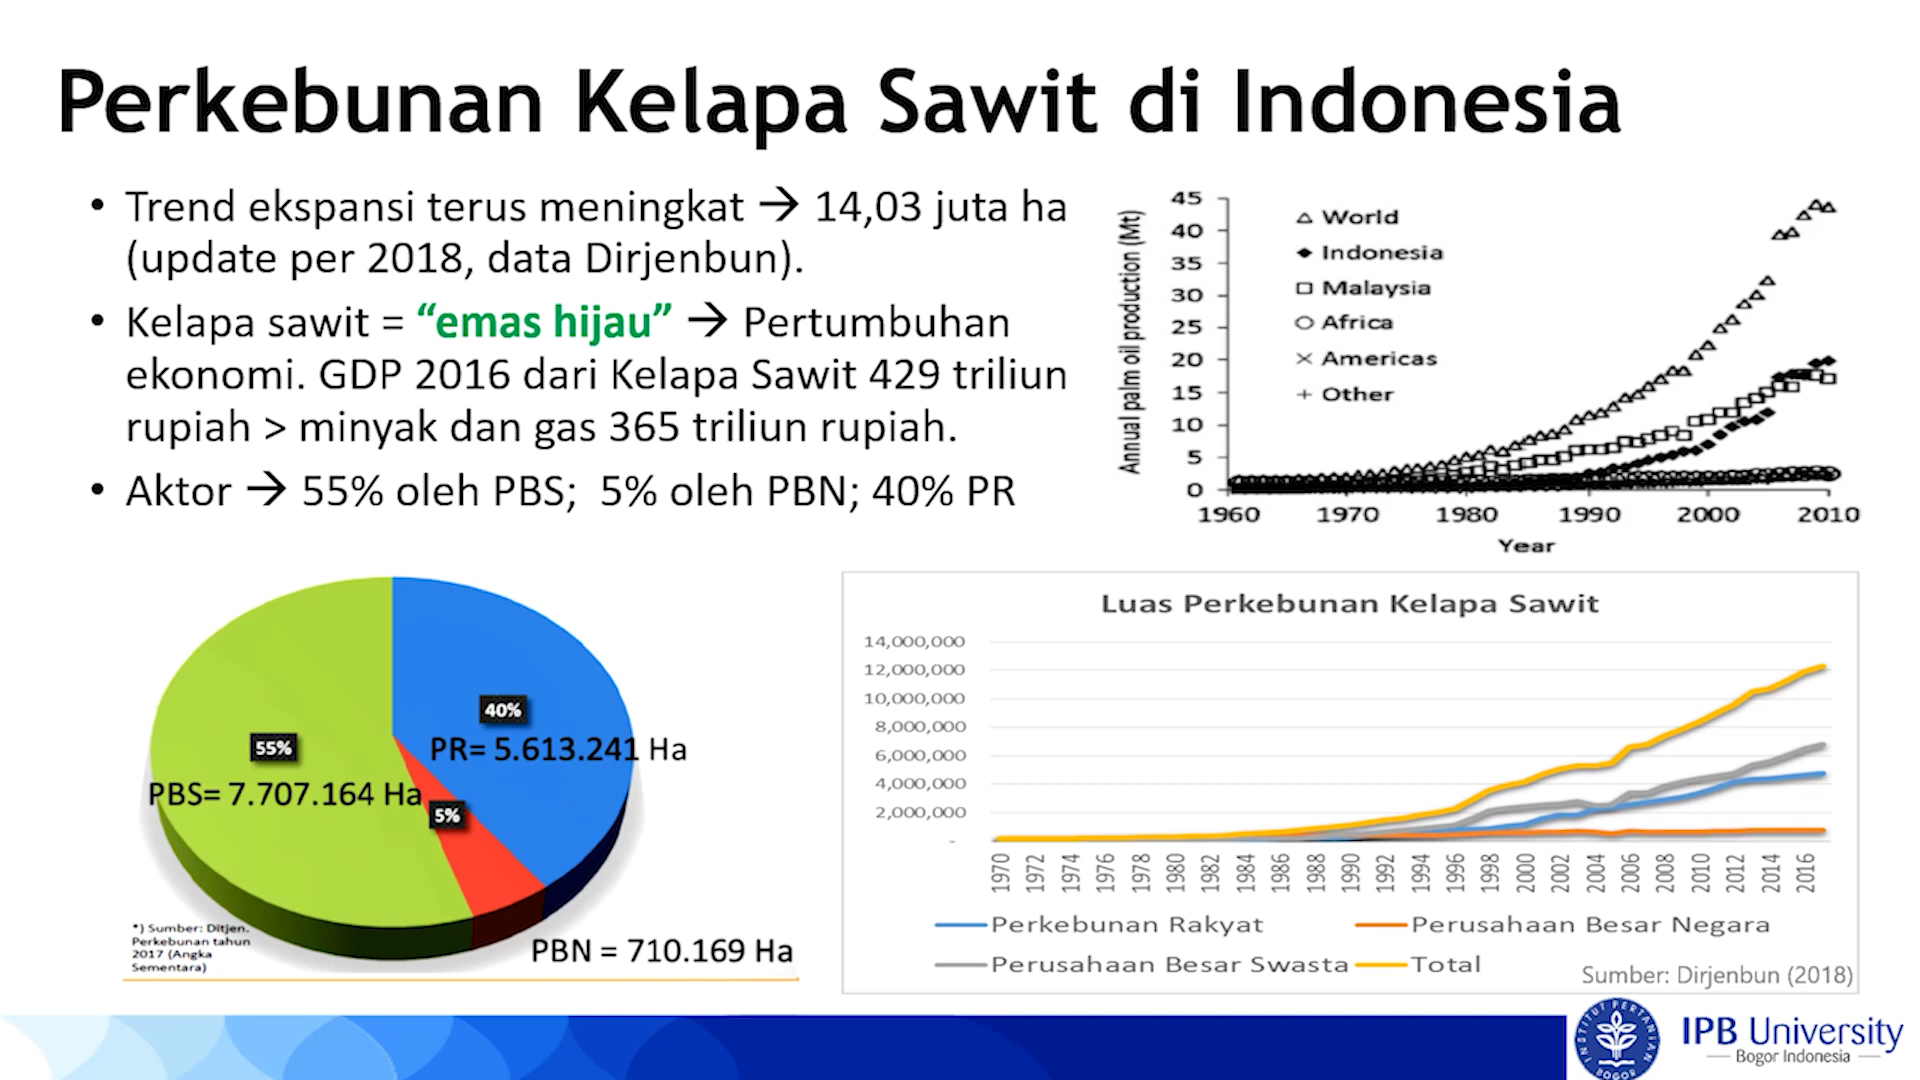 Perkebunan Kelapa Sawit di Indonesia
• Trend ekspansi terus meningkat → 14,03 juta ha
(update per 2018, data Dirjenbun).
• Kelapa sawit = “emas hijau” → Pertumbuhan
ekonomi. GDP 2016 dari Kelapa Sawit 429 triliun
rupiah > minyak dan gas 365 triliun rupiah.
• Aktor → 55% oleh PBS; 5% oleh PBN; 40% PR
Annual palm oil production (Mt)
45
40
35
30
25
20
15
10
5
0
World
Indonesia
Malaysia
Africa
Americas
Other
1960 1970 1980 1990 2000 2010
Year
40%
PR= 5.613.241 Ha
55%
PBS= 7.707.164 Ha
5%
PBN = 710.169 Ha
*) Sumber: Ditjen.
Perkebunan tahun
2017 (Angka
Sementara)
Luas Perkebunan Kelapa Sawit
14,000,000
12,000,000
10,000,000
8,000,000
6,000,000
4,000,000
2,000,000
-
1970 1972 1974 1976 1978 1980 1982 1984 1986 1988 1990 1992 1994 1996 1998 2000 2002 2004 2006 2008 2010 2012 2014 2016
Perkebunan Rakyat Perusahaan Besar Negara
Perusahaan Besar Swasta Total
Sumber: Dirjenbun (2018)
INSTITUT PERTANIAN
BOGOR
IPB University
Bogor Indonesia